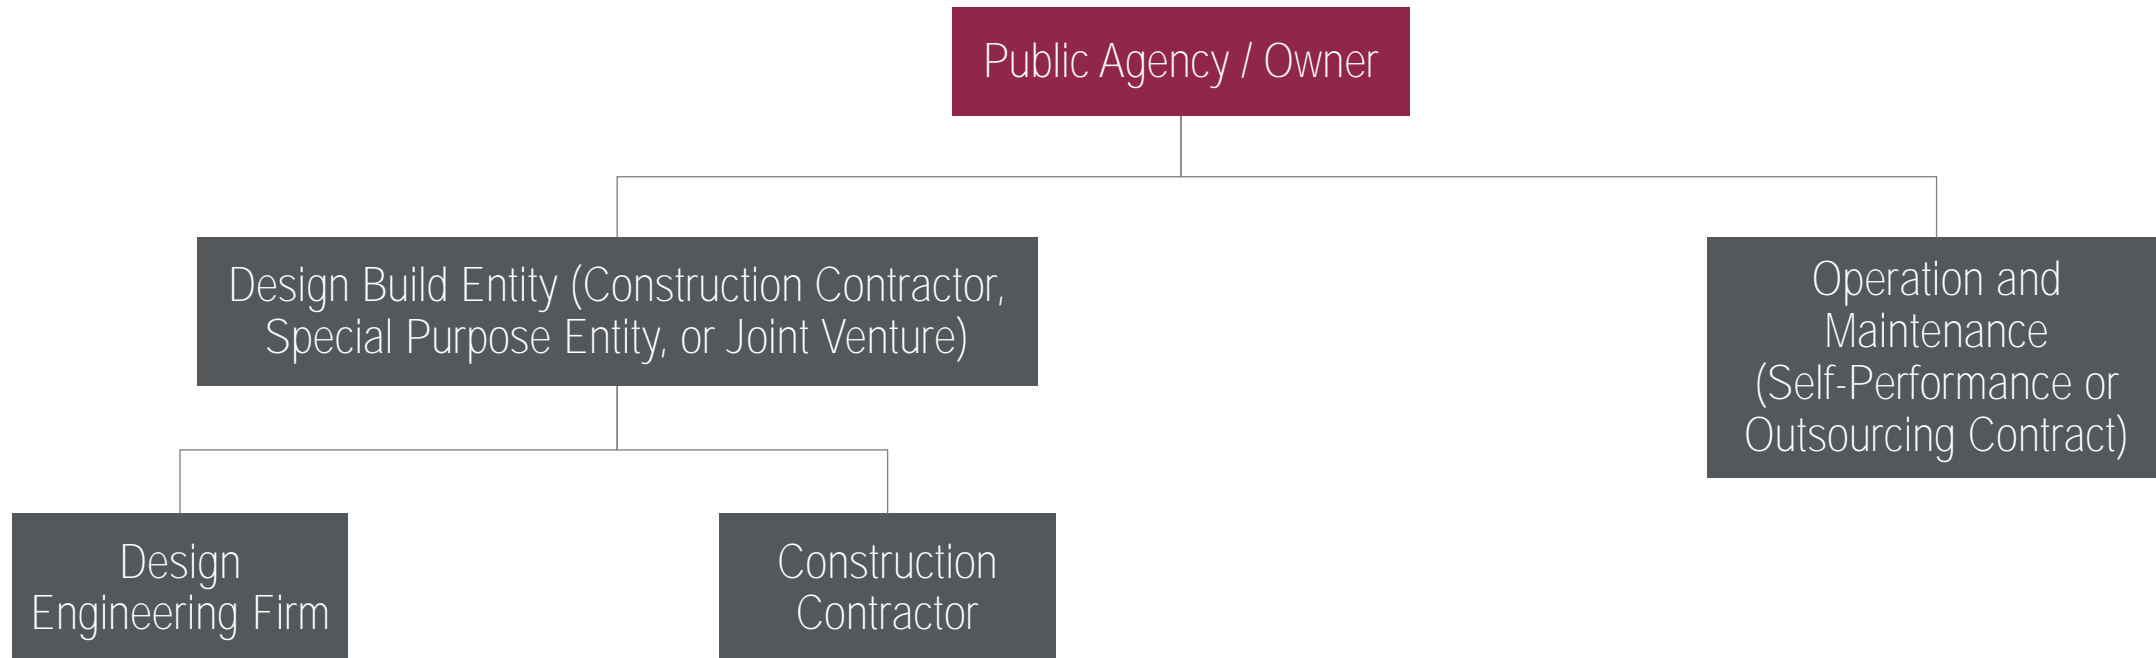 Public Agency / Owner
Design Build Entity (Construction Contractor,
Special Purpose Entity, or Joint Venture)
Operation and
Maintenance
(Self-Performance or
Outsourcing Contract)
Design
Engineering Firm
Construction
Contractor